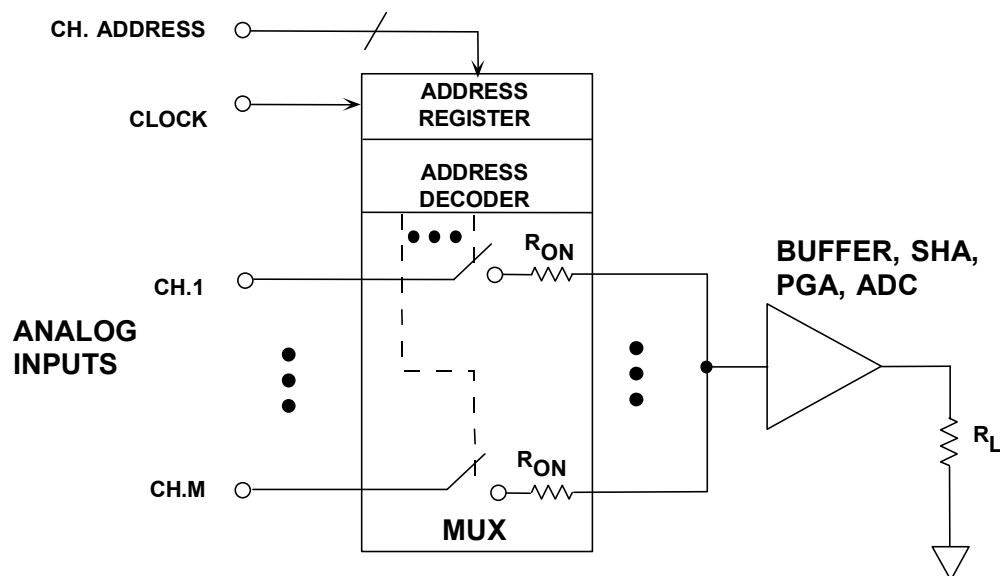 CH. ADDRESS
CLOCK
ADDRESS
REGISTER
ADDRESS
DECODER
RON
BUFFER, SHA,
PGA, ADC
CH.1
ANALOG
INPUTS
RL
RON
CH.M
MUX